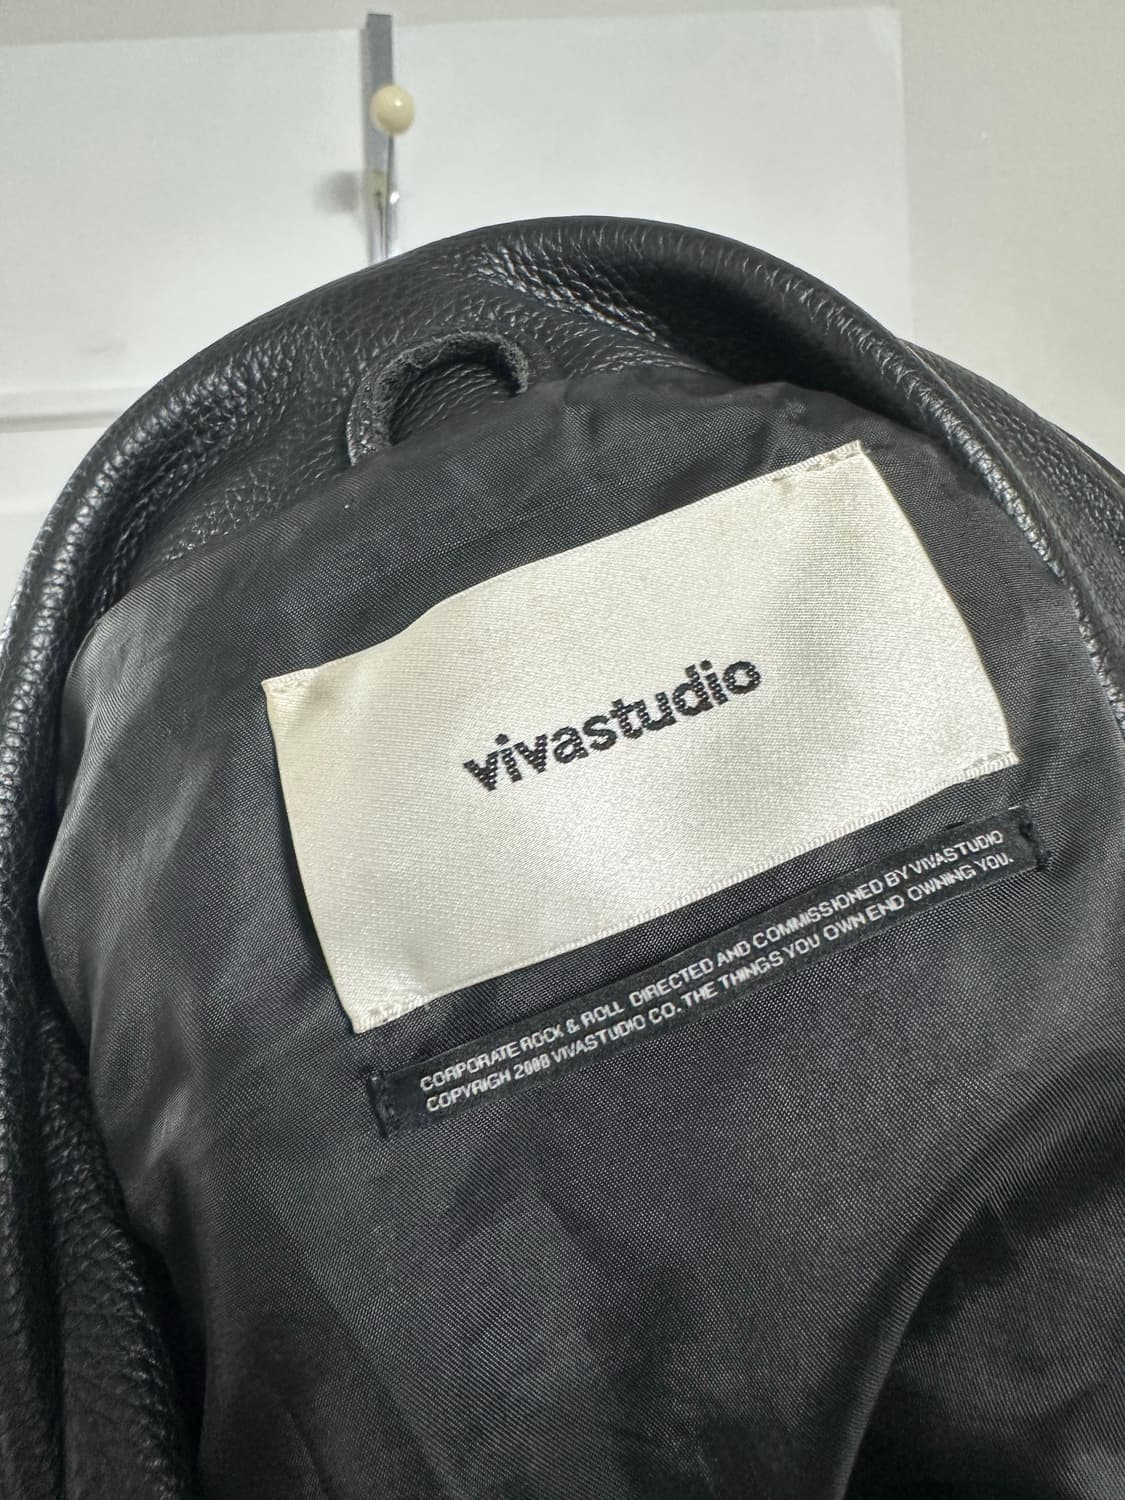 vivastudio
CORPORATE ROCK & ROLL DIRECTED AND COMMISSIONED BY VIVASTUDIO
COPYRIGH 2008 VIVASTUDIO CO. THE THINGS YOU OWN END OWNING YOU.